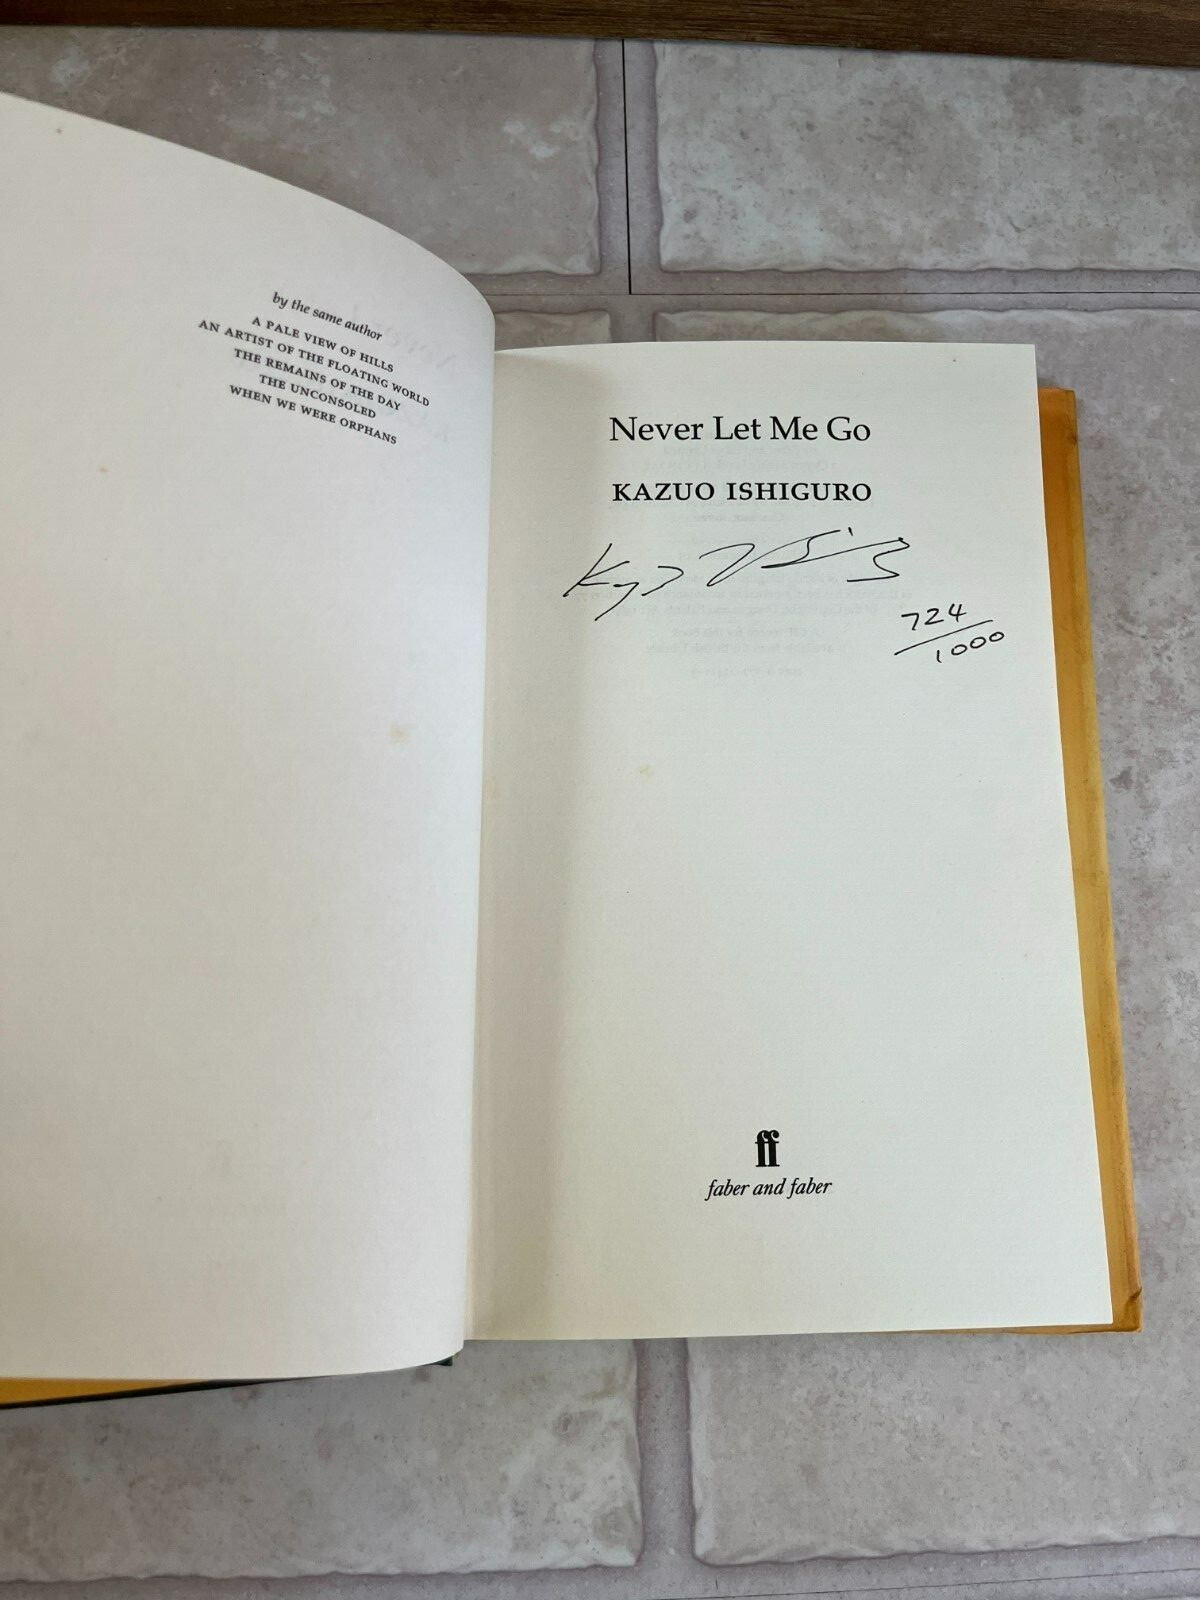 by the same author
A PALE VIEW OF HILLS
AN ARTIST OF THE FLOATING WORLD
THE REMAINS OF THE DAY
THE UNCONSOLED
WHEN WE WERE ORPHANS
Never Let Me Go
KAZUO ISHIGURO
724
1000
ff
faber and faber